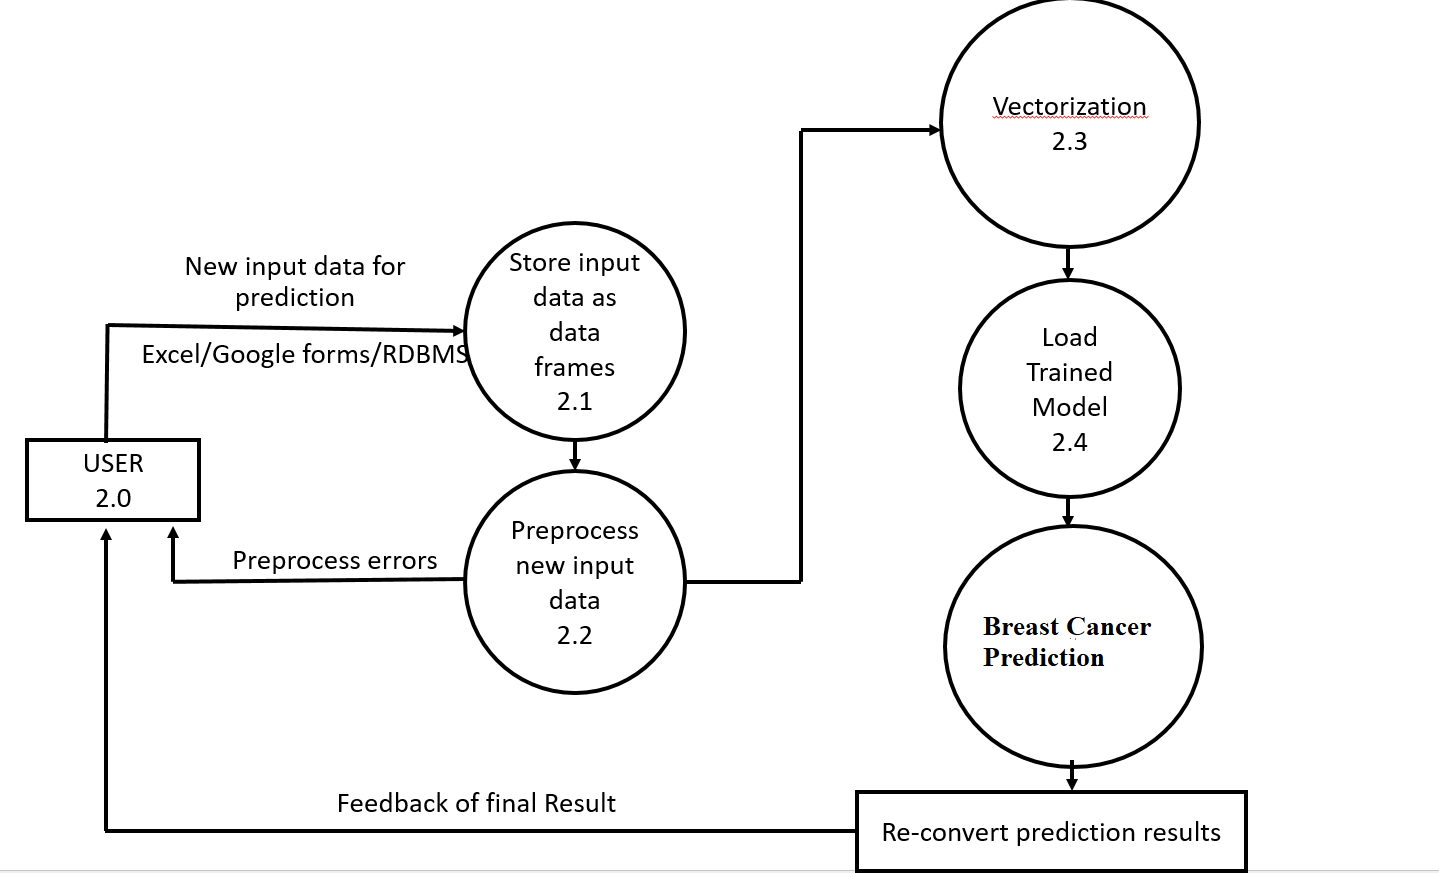 Vectorization
2.3
New input data for
prediction
Excel/Google forms/RDBMS
Store input
data as
data
frames
2.1
Load
Trained
Model
2.4
USER
2.0
Preprocess errors
Preprocess
new input
data
2.2
Breast Cancer
Prediction
Feedback of final Result
Re-convert prediction results